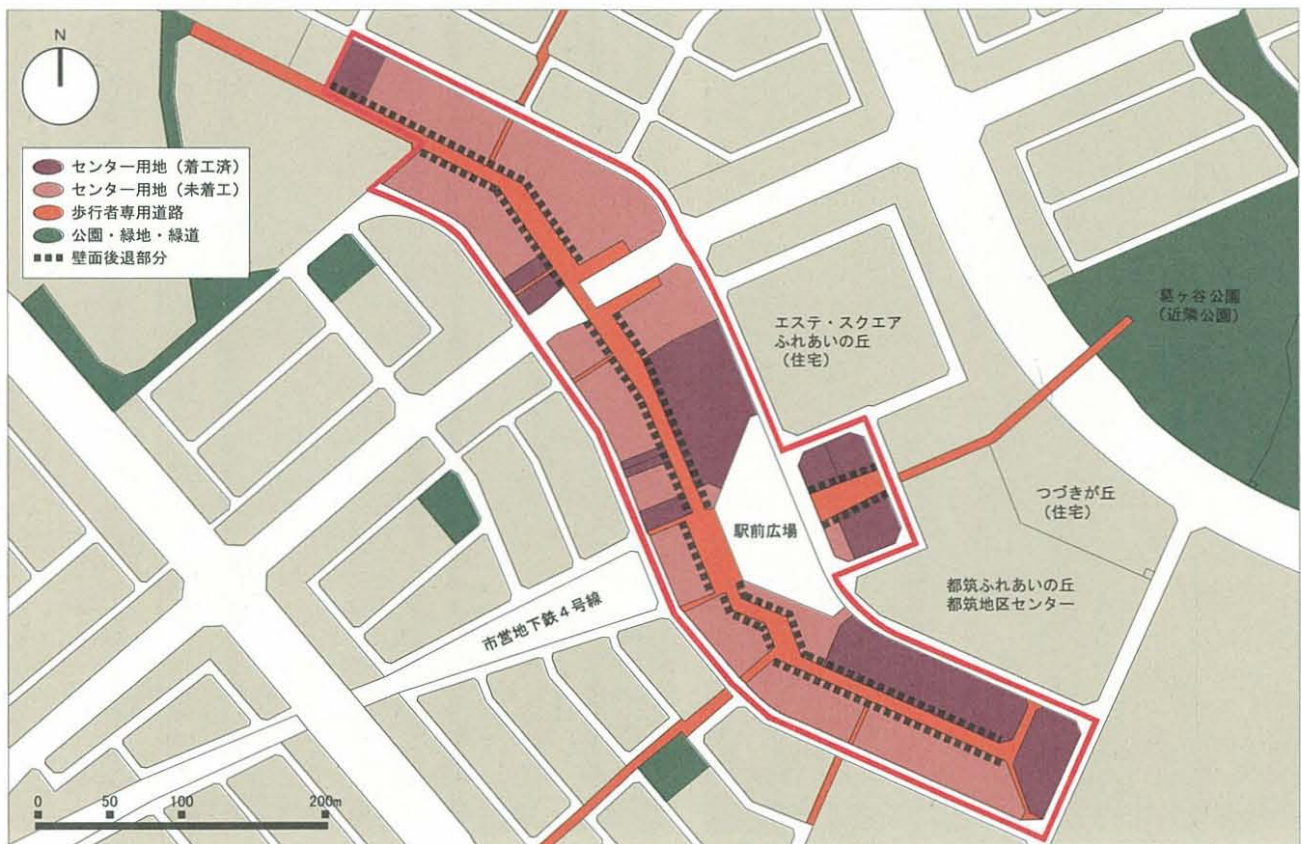 N
センター用地（着工済）
センター用地（未着工）
歩行者専用道路
公園・緑地・緑道
壁面後退部分
葛ヶ谷公園
（近隣公園）
エステ・スクエア
ふれあいの丘
（住宅）
つづきが丘
（住宅）
駅前広場
都筑ふれあいの丘
都筑地区センター
市営地下鉄４号線
0 50 100 200m